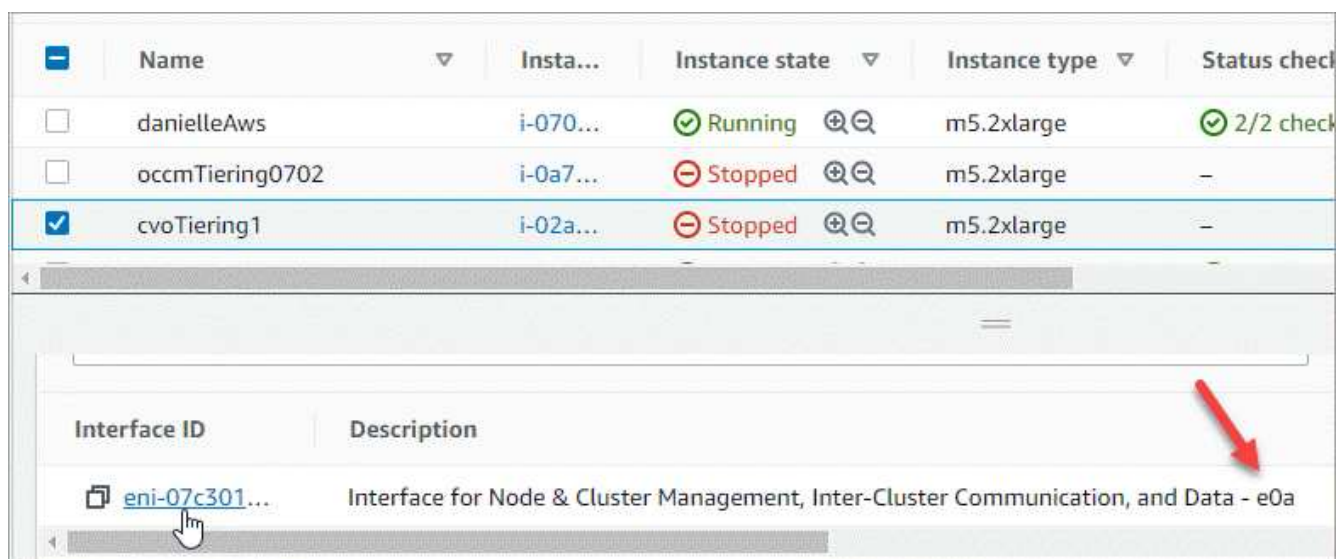 Name Insta... Instance state Instance type Status check
danielleAws i-070... Running m5.2xlarge 2/2 check
occmTiering0702 i-0a7... Stopped m5.2xlarge –
cvoTiering1 i-02a... Stopped m5.2xlarge –
Interface ID Description
eni-07c301... Interface for Node & Cluster Management, Inter-Cluster Communication, and Data - e0a